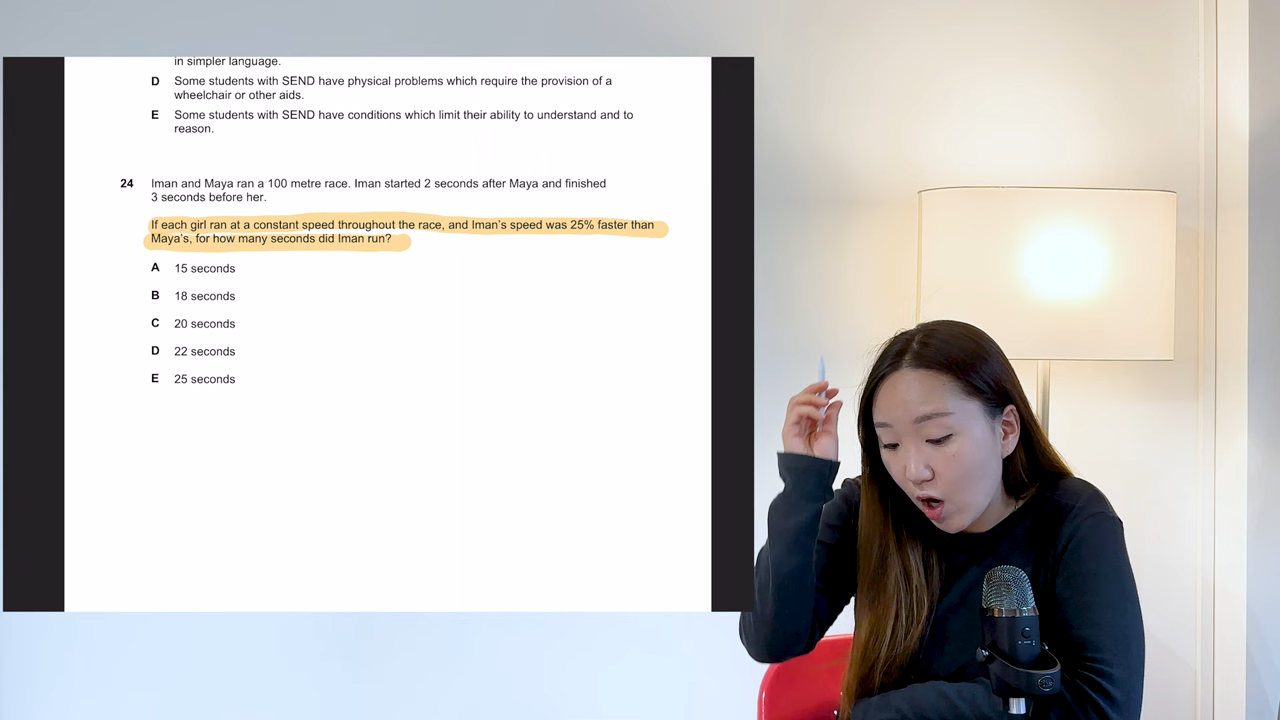 in simpler language.
D Some students with SEND have physical problems which require the provision of a
wheelchair or other aids.
E Some students with SEND have conditions which limit their ability to understand and to
reason.
24 Iman and Maya ran a 100 metre race. Iman started 2 seconds after Maya and finished
3 seconds before her.
If each girl ran at a constant speed throughout the race, and Iman's speed was 25% faster than
Maya's, for how many seconds did Iman run?
A 15 seconds
B 18 seconds
C 20 seconds
D 22 seconds
E 25 seconds